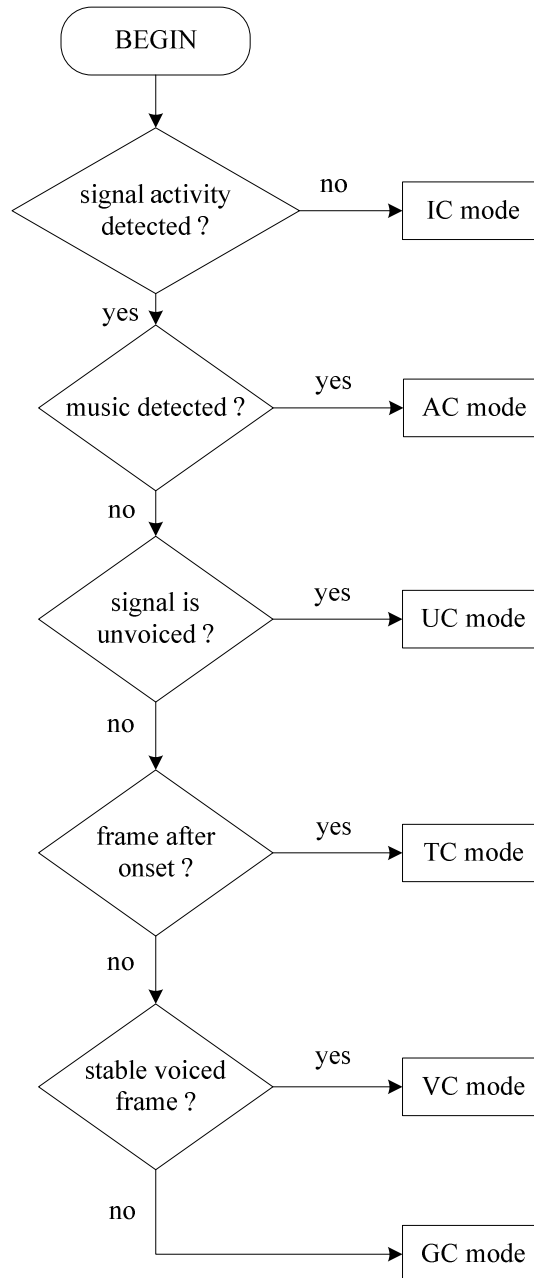 BEGIN
signal activity
detected ?
no
IC mode
yes
music detected ?
yes
AC mode
no
signal is
unvoiced ?
yes
UC mode
no
frame after
onset ?
yes
TC mode
no
stable voiced
frame ?
yes
VC mode
no
GC mode